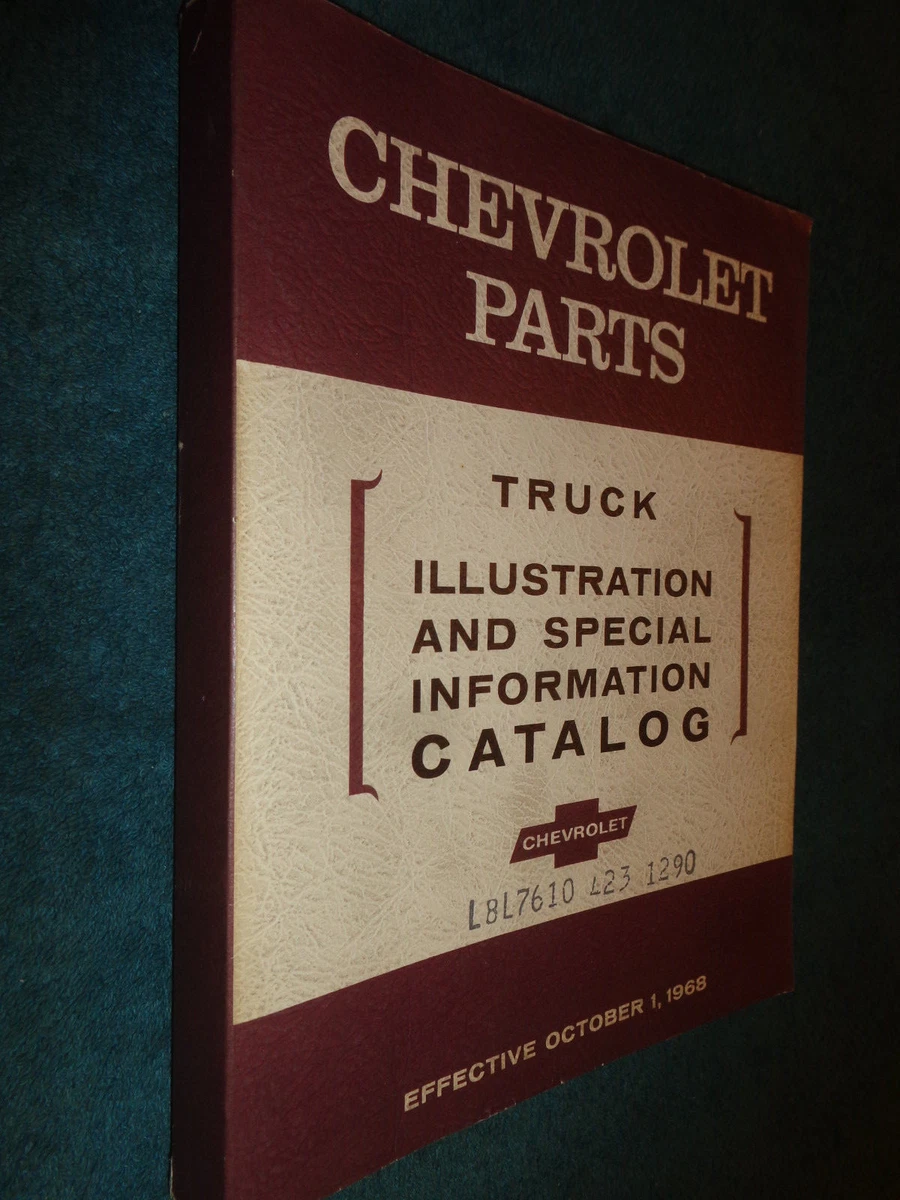 CHEVROLET
PARTS
TRUCK
ILLUSTRATION
AND SPECIAL
INFORMATION
CATALOG
CHEVROLET
L8L7610 423 1290
EFFECTIVE OCTOBER 1, 1968